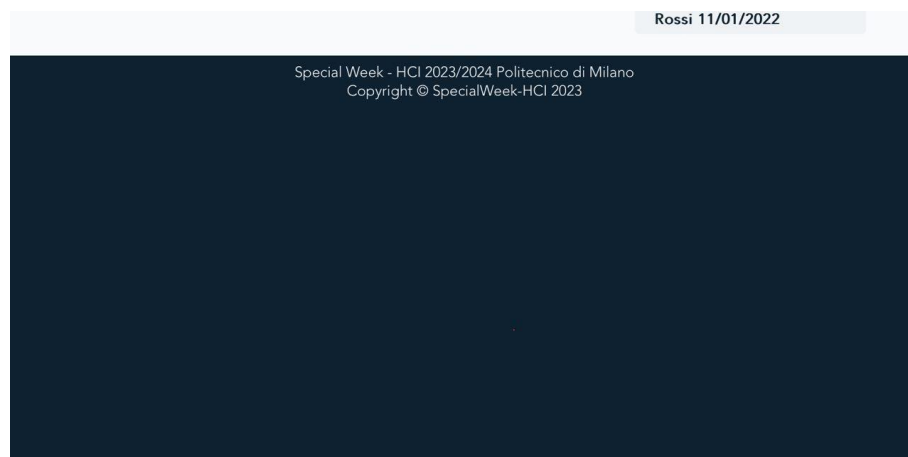 Rossi 11/01/2022
Special Week - HCI 2023/2024 Politecnico di Milano
Copyright © SpecialWeek-HCI 2023